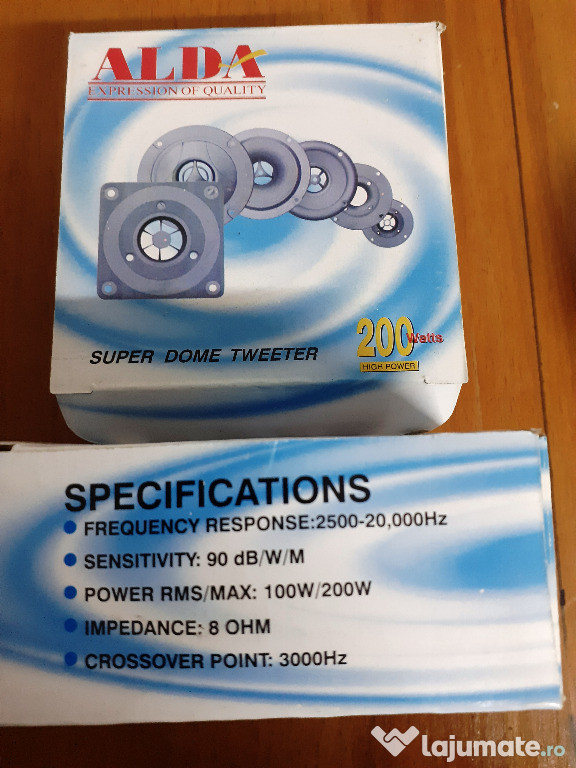 ALDA
EXPRESSION OF QUALITY
SUPER DOME TWEETER
200 Watts
HIGH POWER
SPECIFICATIONS
FREQUENCY RESPONSE:2500-20,000Hz
SENSITIVITY: 90 dB/W/M
POWER RMS/MAX: 100W/200W
IMPEDANCE: 8 OHM
CROSSOVER POINT: 3000Hz
lajumate.ro